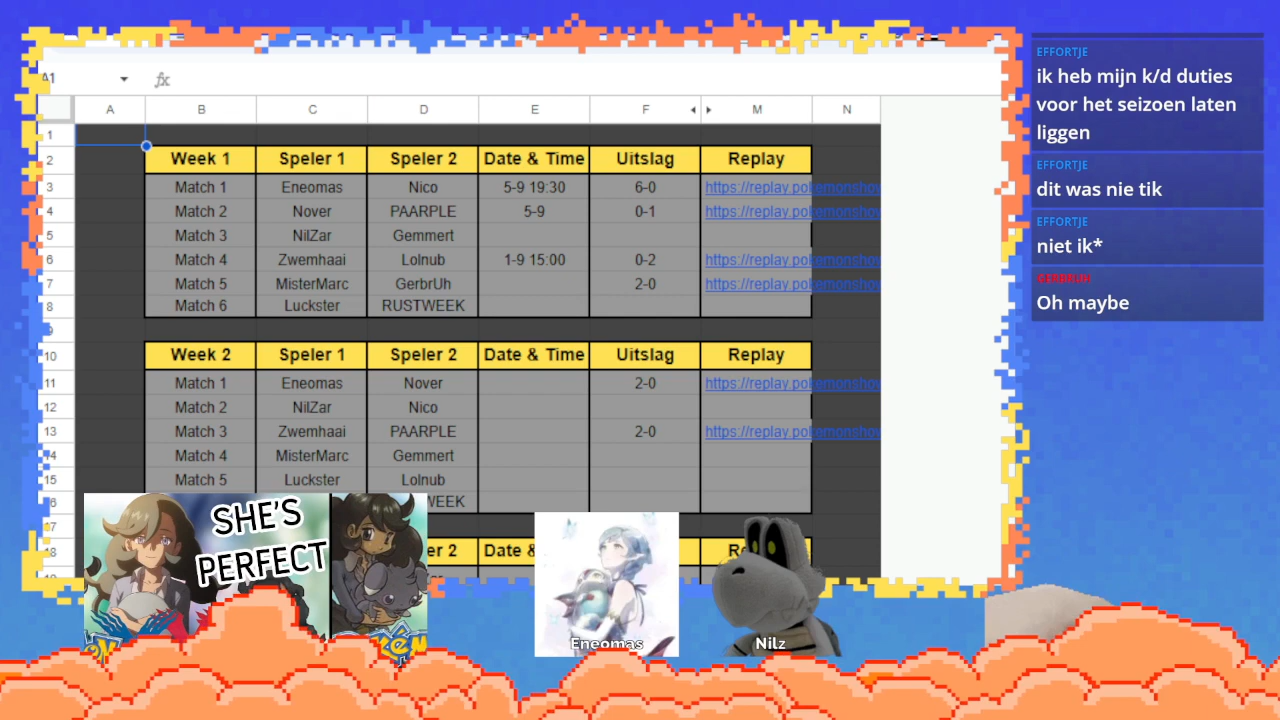 A1 fx
A B C D E F M N
1
2 Week 1 Speler 1 Speler 2 Date & Time Uitslag Replay
3 Match 1 Eneomas Nico 5-9 19:30 6-0 https://replay.pokemonshow
4 Match 2 Nover PAARPLE 5-9 0-1 https://replay.pokemonshow
5 Match 3 NilZar Gemmert
6 Match 4 Zwemhaai Lolnub 1-9 15:00 0-2 https://replay.pokemonshow
7 Match 5 MisterMarc GerbrUh 2-0 https://replay.pokemonshow
8 Match 6 Luckster RUSTWEEK
9
10 Week 2 Speler 1 Speler 2 Date & Time Uitslag Replay
11 Match 1 Eneomas Nover 2-0 https://replay.pokemonshow
12 Match 2 NilZar Nico
13 Match 3 Zwemhaai PAARPLE 2-0 https://replay.pokemonshow
14 Match 4 MisterMarc Gemmert
15 Match 5 Luckster Lolnub
WEEK
SHE'S
PERFECT
Eneomas
Nilz
EFFORTJE
ik heb mijn k/d duties
voor het seizoen laten
liggen
EFFORTJE
dit was nie tik
EFFORTJE
niet ik*
GERBRUH
Oh maybe